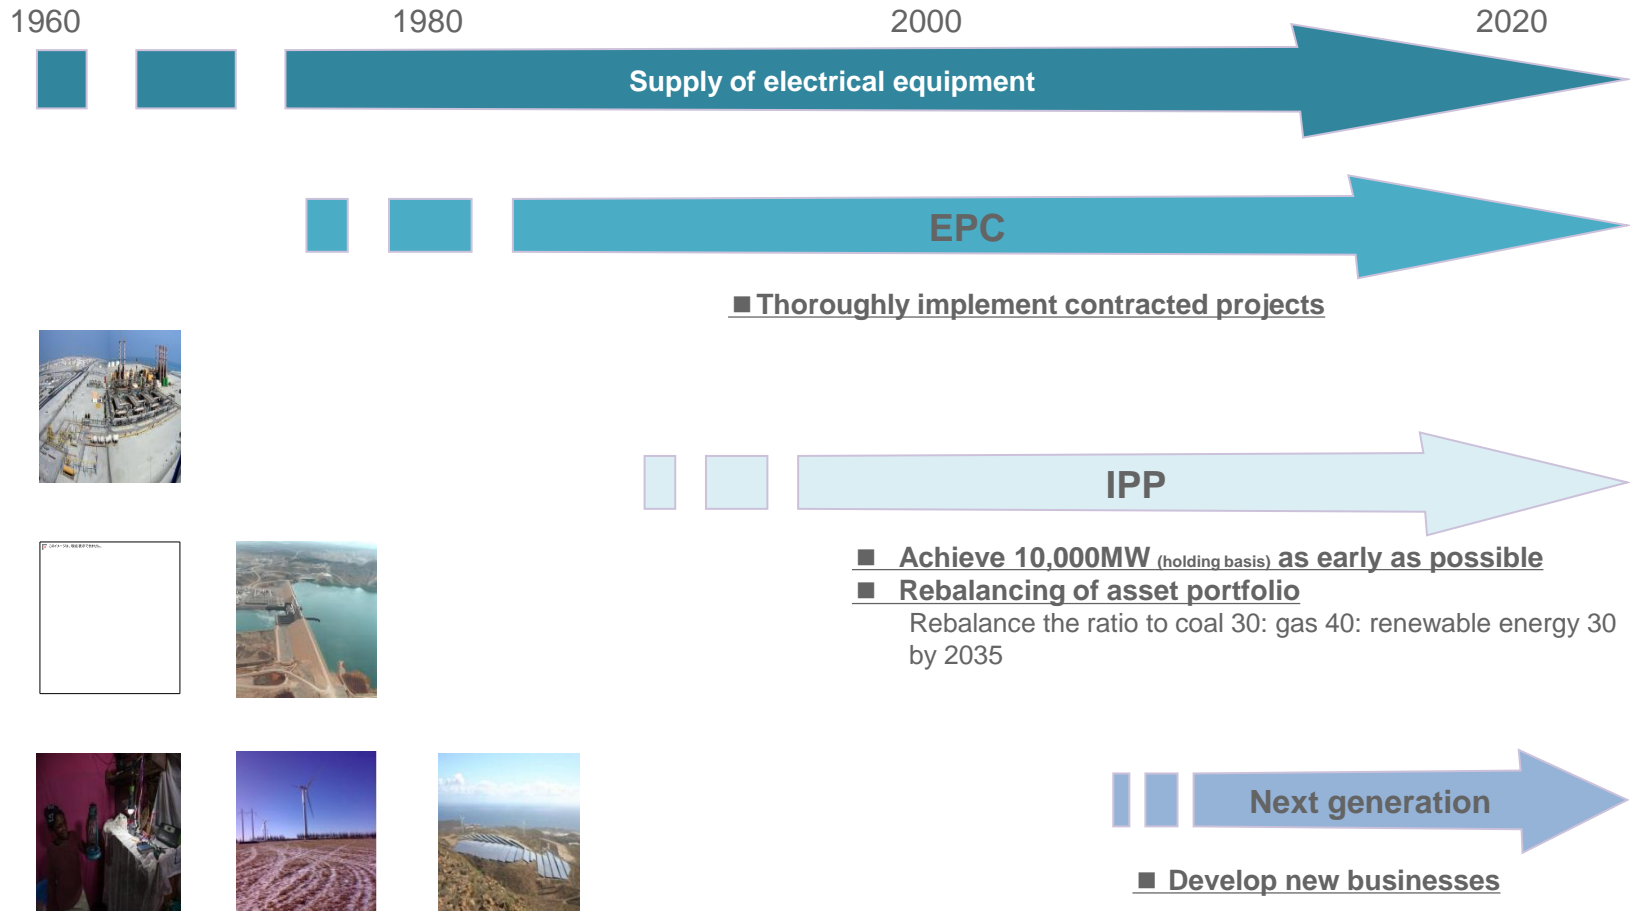 1960 1980 2000 2020
Supply of electrical equipment
EPC
■ Thoroughly implement contracted projects
IPP
■ Achieve 10,000MW (holding basis) as early as possible
■ Rebalancing of asset portfolio
Rebalance the ratio to coal 30: gas 40: renewable energy 30
by 2035
Next generation
■ Develop new businesses